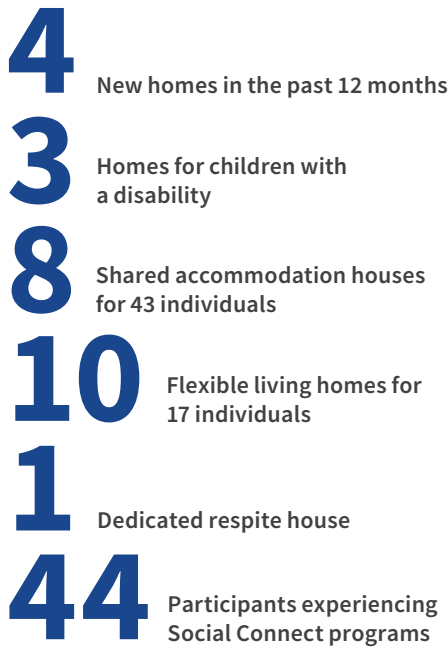 4
New homes in the past 12 months
3
Homes for children with
a disability
8
Shared accommodation houses
for 43 individuals
10
Flexible living homes for
17 individuals
1
Dedicated respite house
44
Participants experiencing
Social Connect programs